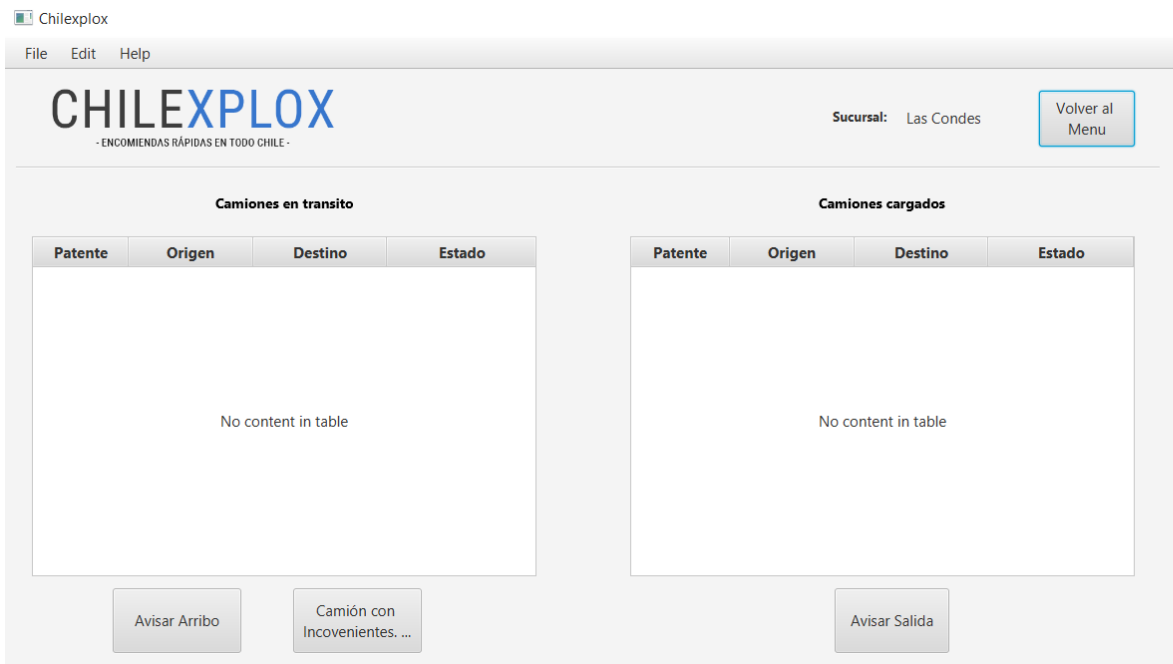 Chilexplox
File Edit Help
CHILEXPLOX
- ENCOMIENDAS RÁPIDAS EN TODO CHILE -
Sucursal: Las Condes
Volver al
Menu
Camiones en transito
Camiones cargados
Patente Origen Destino Estado
Patente Origen Destino Estado
No content in table
No content in table
Avisar Arribo
Camión con
Incovenientes. ...
Avisar Salida